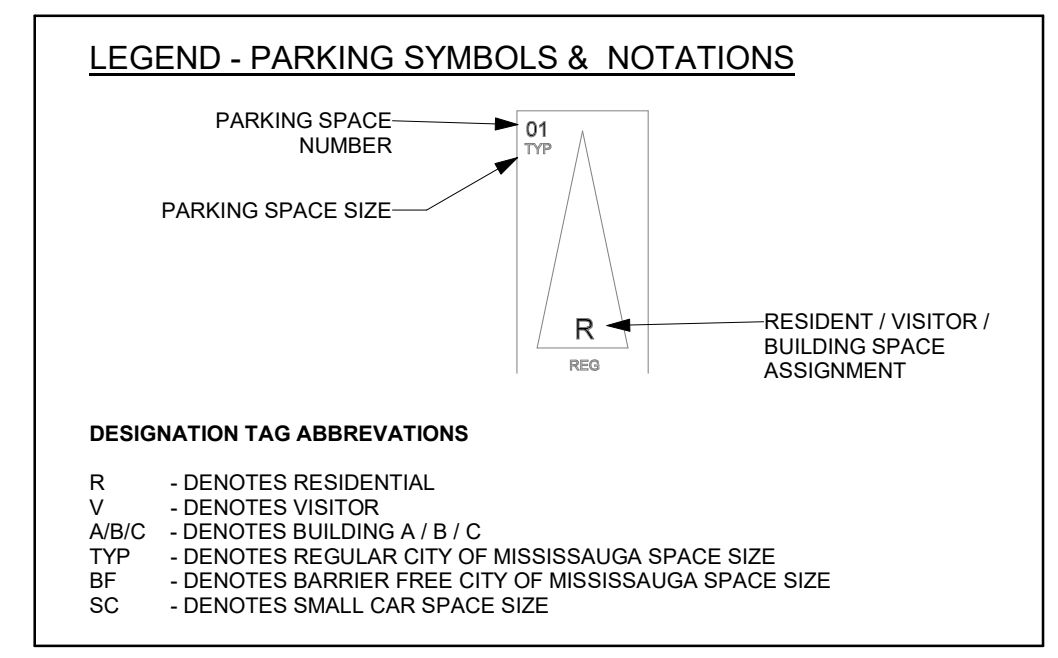 LEGEND - PARKING SYMBOLS & NOTATIONS
PARKING SPACE
NUMBER
01
TYP
PARKING SPACE SIZE
R
REG
RESIDENT / VISITOR /
BUILDING SPACE
ASSIGNMENT
DESIGNATION TAG ABBREVATIONS
R - DENOTES RESIDENTIAL
V - DENOTES VISITOR
A/B/C - DENOTES BUILDING A / B / C
TYP - DENOTES REGULAR CITY OF MISSISSAUGA SPACE SIZE
BF - DENOTES BARRIER FREE CITY OF MISSISSAUGA SPACE SIZE
SC - DENOTES SMALL CAR SPACE SIZE